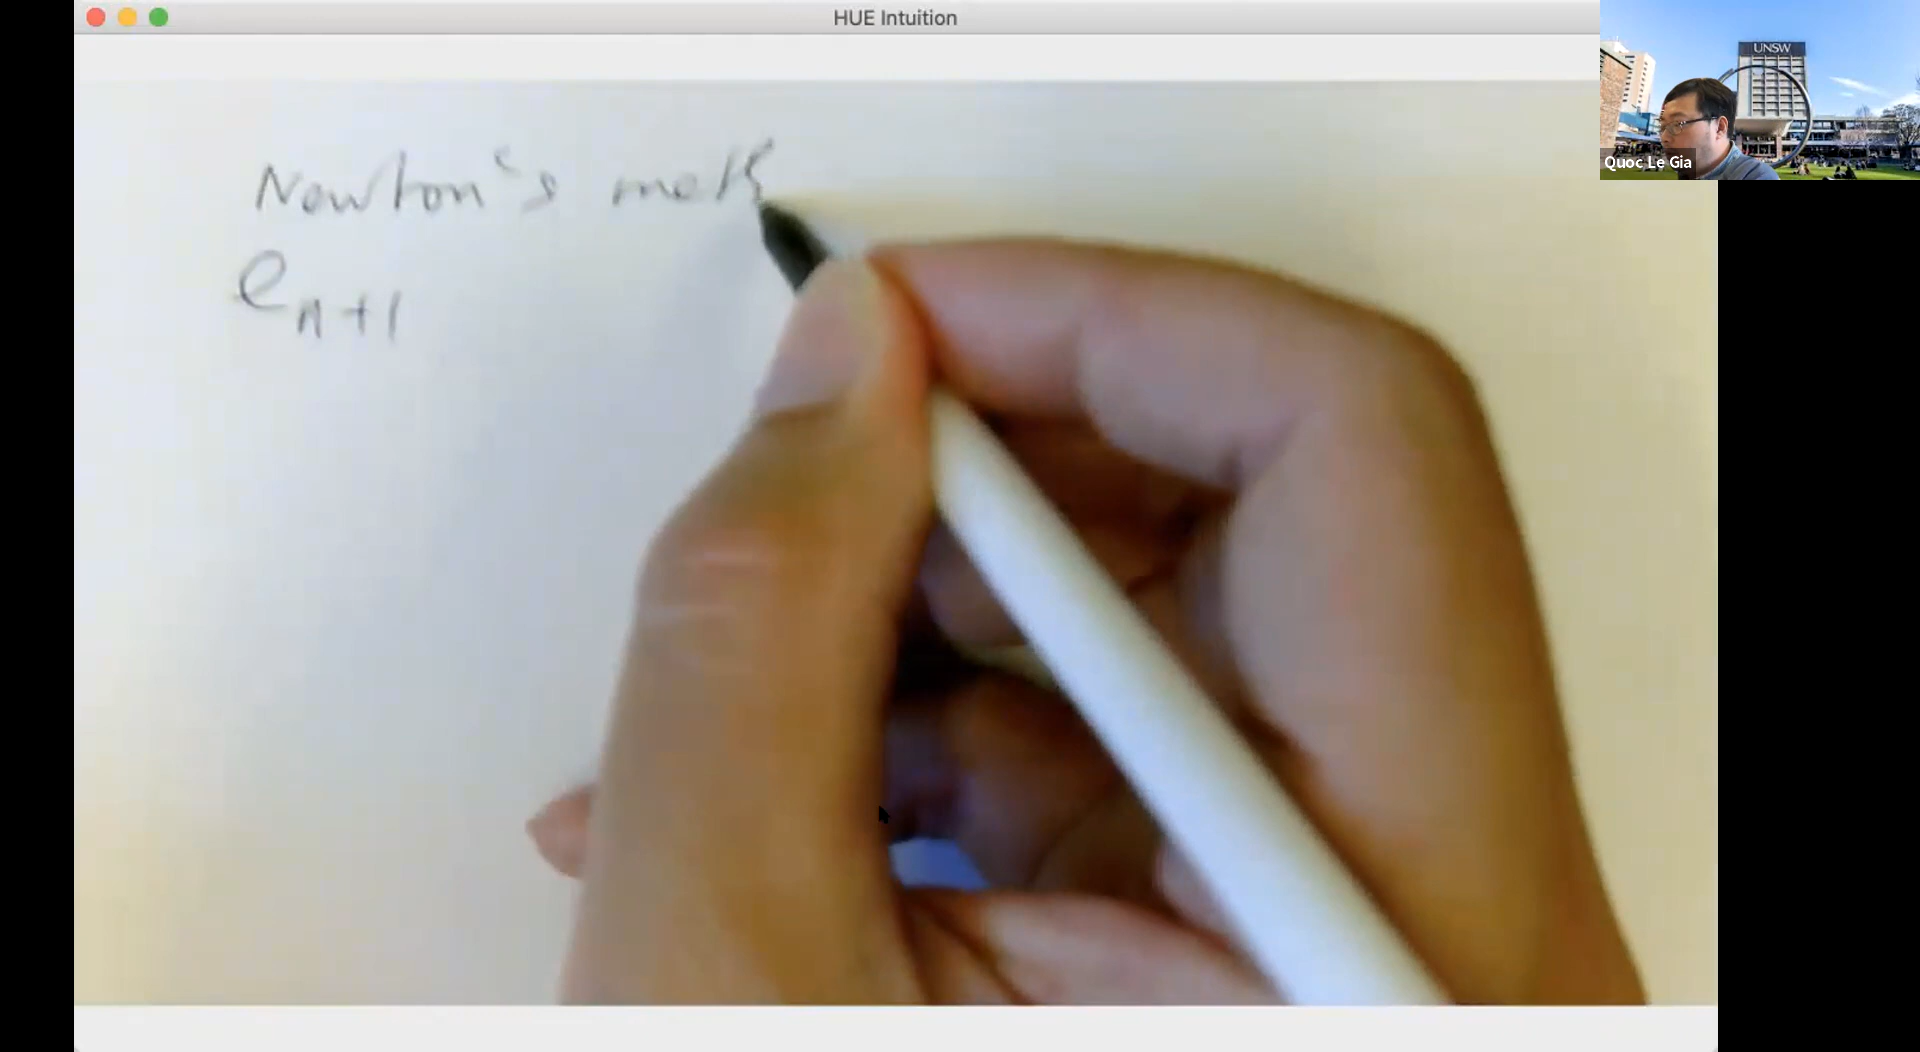 HUE Intuition
UNSW
Quoc Le Gia
Newton's meth
e_{n+1}